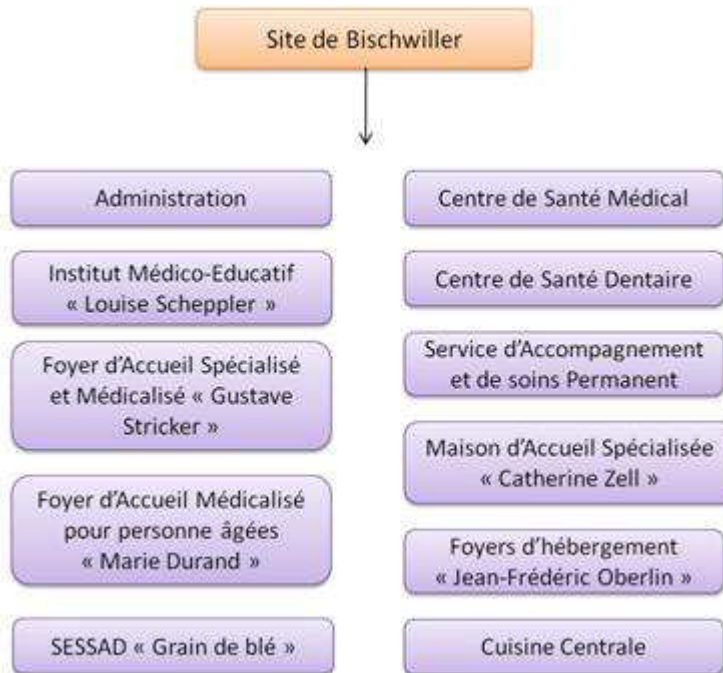 Site de Bischwiller
Administration
Institut Médico-Educatif
« Louise Scheppler »
Foyer d'Accueil Spécialisé
et Médicalisé « Gustave
Stricker »
Foyer d'Accueil Médicalisé
pour personne âgées
« Marie Durand »
SESSAD « Grain de blé »
Centre de Santé Médical
Centre de Santé Dentaire
Service d'Accompagnement
et de soins Permanent
Maison d'Accueil Spécialisée
« Catherine Zell »
Foyers d'hébergement
« Jean-Frédéric Oberlin »
Cuisine Centrale